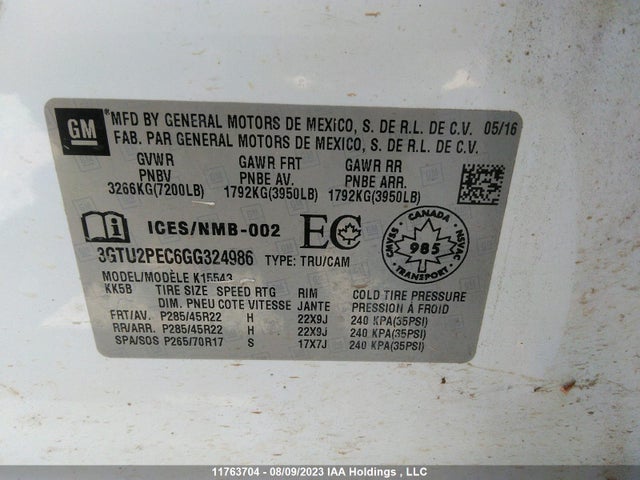 GM
*MFD BY GENERAL MOTORS DE MEXiCO, S. DE R.L. DE C.V. 05/16
FAB. PAR GENERAL MOTORS DE MEXiCO, S. DE R.L. DE C.V.
GVWR GAWR FRT GAWR RR
PNBV PNBE AV. PNBE ARR.
3266KG(7200LB) 1792KG(3950LB) 1792KG(3950LB)
ICES/NMB-002 EC
CANADA
CMVSS 985 NSVAC
TRANSPORT
3GTU2PEC6GG324986 TYPE: TRU/CAM
MODEL/MODÈLE K15543
KK5B TIRE SIZE SPEED RTG RIM COLD TIRE PRESSURE
DIM. PNEU COTE VITESSE JANTE PRESSION À FROID
FRT/AV. P285/45R22 H 22X9J 240 KPA(35PSI)
RR/ARR. P285/45R22 H 22X9J 240 KPA(35PSI)
SPA/SOS P265/70R17 S 17X7J 240 KPA(35PSI)
11763704 - 08/09/2023 IAA Holdings , LLC